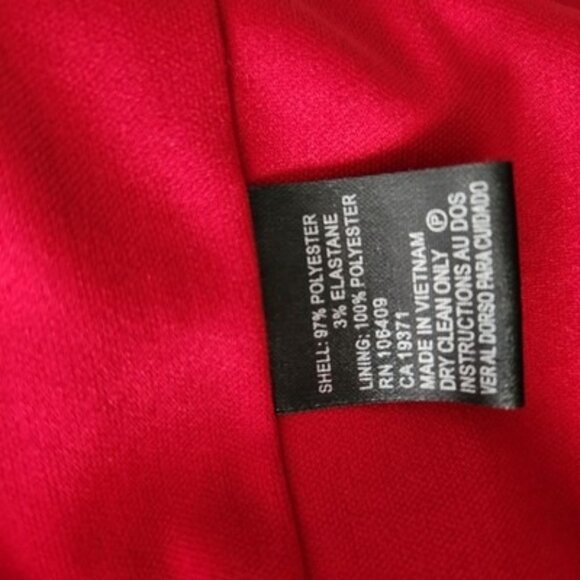 SHELL: 97% POLYESTER
3% ELASTANE
LINING: 100% POLYESTER
RN 106409
CA 19371
MADE IN VIETNAM
DRY CLEAN ONLY Ⓟ
INSTRUCTIONS AU DOS
VER AL DORSO PARA CUIDADO